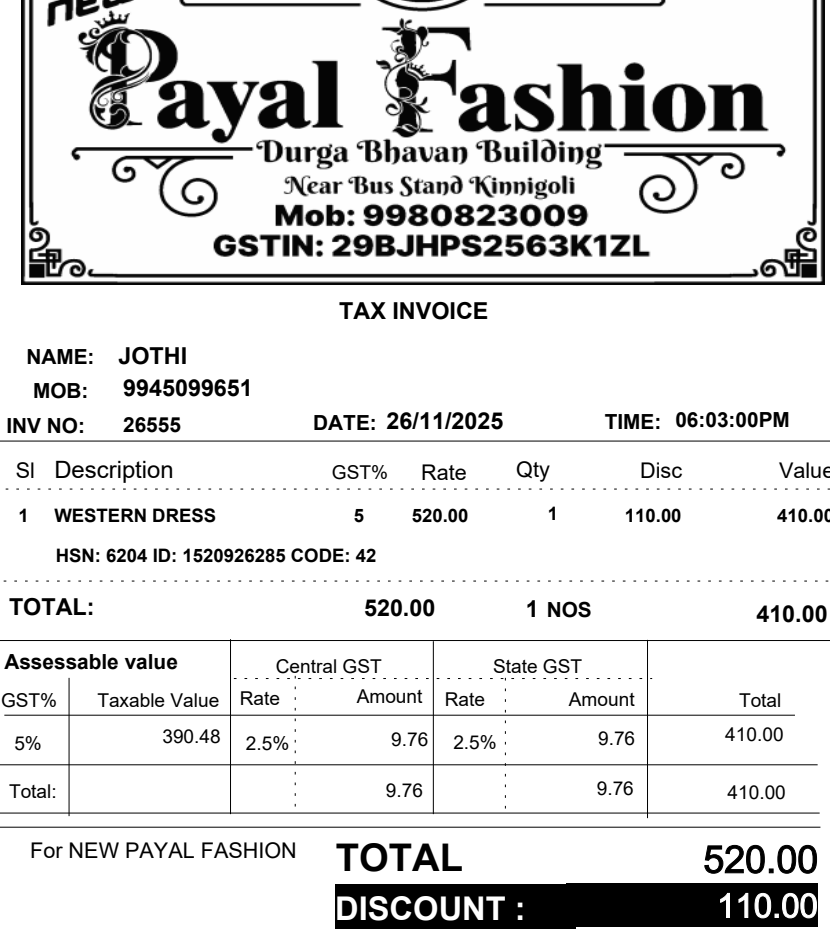 new
Payal Fashion
Durga Bhavan Building
Near Bus Stand Kinnigoli
Mob: 9980823009
GSTIN: 29BJHPS2563K1ZL
TAX INVOICE
NAME: JOTHI
MOB: 9945099651
INV NO: 26555 DATE: 26/11/2025 TIME: 06:03:00PM
Sl Description GST% Rate Qty Disc Value
1 WESTERN DRESS 5 520.00 1 110.00 410.00
HSN: 6204 ID: 1520926285 CODE: 42
TOTAL: 520.00 1 NOS 410.00
Assessable value Central GST State GST
GST% Taxable Value Rate Amount Rate Amount Total
5% 390.48 2.5% 9.76 2.5% 9.76 410.00
Total: 9.76 9.76 410.00
For NEW PAYAL FASHION TOTAL 520.00
DISCOUNT : 110.00